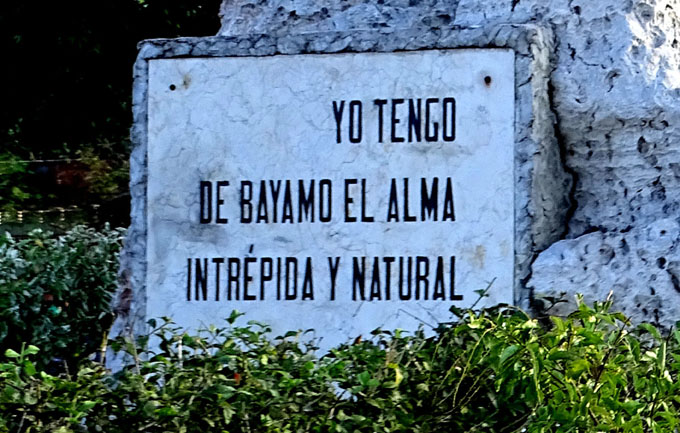 YO TENGO
DE BAYAMO EL ALMA
INTRÉPIDA Y NATURAL